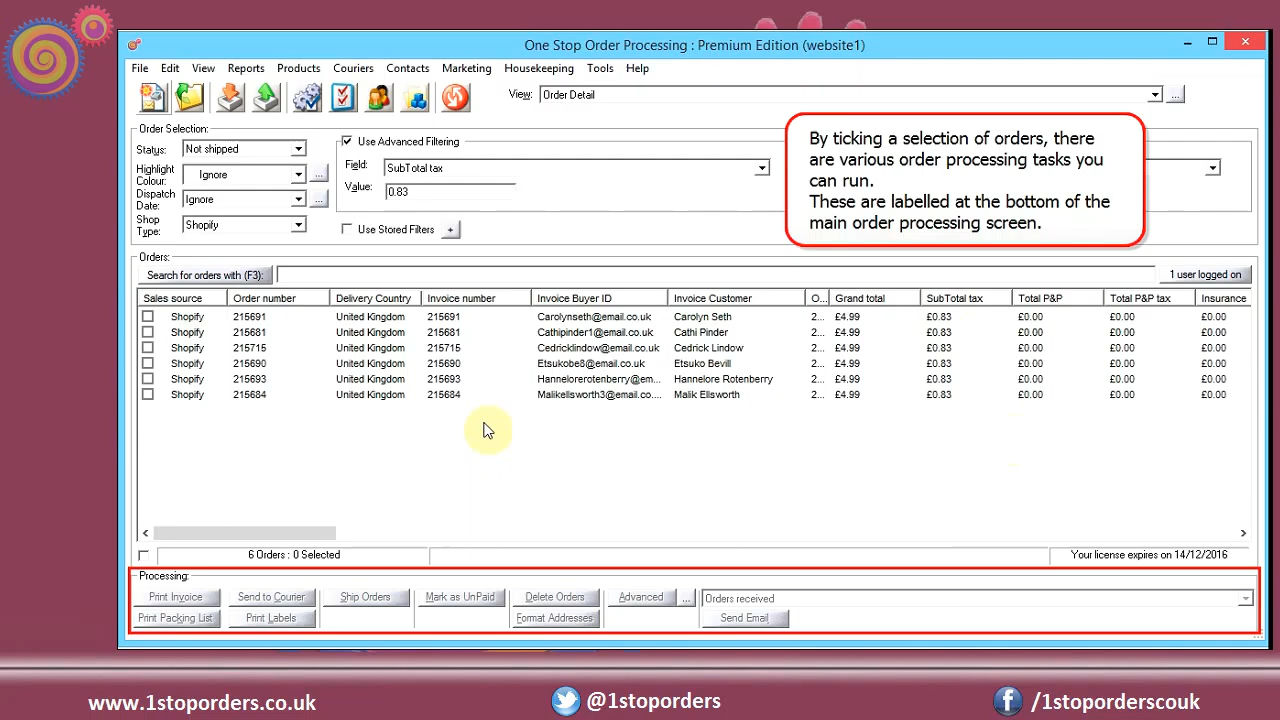 One Stop Order Processing : Premium Edition (website1)
File Edit View Reports Products Couriers Contacts Marketing Housekeeping Tools Help
View: Order Detail ...
By ticking a selection of orders, there
are various order processing tasks you
can run.
These are labelled at the bottom of the
main order processing screen.
Order Selection:
Status: Not shipped
Highlight Colour: Ignore ...
Dispatch Date: Ignore ...
Shop Type: Shopify
Use Advanced Filtering
Field: SubTotal tax
Value: 0.83
Use Stored Filters +
Orders:
Search for orders with (F3): 1 user logged on
Sales source Order number Delivery Country Invoice number Invoice Buyer ID Invoice Customer O... Grand total SubTotal tax Total P&P Total P&P tax Insurance
Shopify 215691 United Kingdom 215691 Carolynseth@email.co.uk Carolyn Seth 2... £4.99 £0.83 £0.00 £0.00 £0.00
Shopify 215681 United Kingdom 215681 Cathipinder1@email.co.uk Cathi Pinder 2... £4.99 £0.83 £0.00 £0.00 £0.00
Shopify 215715 United Kingdom 215715 Cedricklindow@email.co.uk Cedrick Lindow 2... £4.99 £0.83 £0.00 £0.00 £0.00
Shopify 215690 United Kingdom 215690 Etsukobe8@email.co.uk Etsuko Bevill 2... £4.99 £0.83 £0.00 £0.00 £0.00
Shopify 215693 United Kingdom 215693 Hannelorerotenberry@em... Hannelore Rotenberry 2... £4.99 £0.83 £0.00 £0.00 £0.00
Shopify 215684 United Kingdom 215684 Malikellsworth3@email.co.... Malik Ellsworth 2... £4.99 £0.83 £0.00 £0.00 £0.00
6 Orders : 0 Selected Your license expires on 14/12/2016
Processing:
Print Invoice Send to Courier Ship Orders Mark as UnPaid Delete Orders Advanced ... Orders received
Print Packing List Print Labels Format Addresses Send Email
www.1stoporders.co.uk @1stoporders /1stoporderscouk